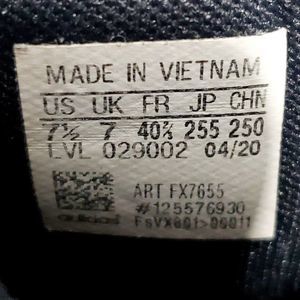 MADE IN VIETNAM
US UK FR JP CHN
7½ 7 40⅔ 255 250
LVL 029002 04/20
ART FX7655
#125576930
adidas